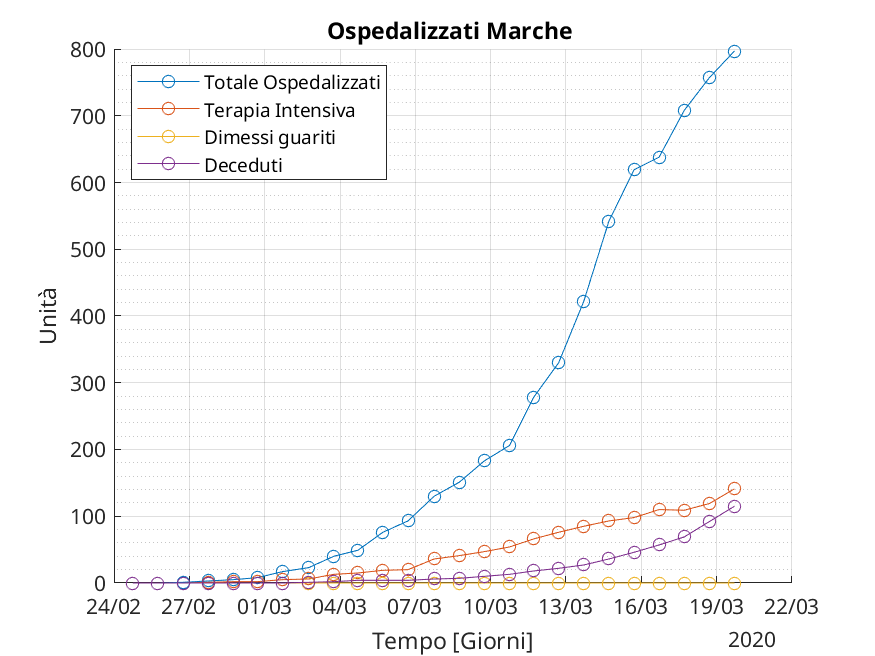 Ospedalizzati Marche
Totale Ospedalizzati
Terapia Intensiva
Dimessi guariti
Deceduti
800
700
600
500
400
300
200
100
0
Unità
24/02 27/02 01/03 04/03 07/03 10/03 13/03 16/03 19/03 22/03
Tempo [Giorni]
2020